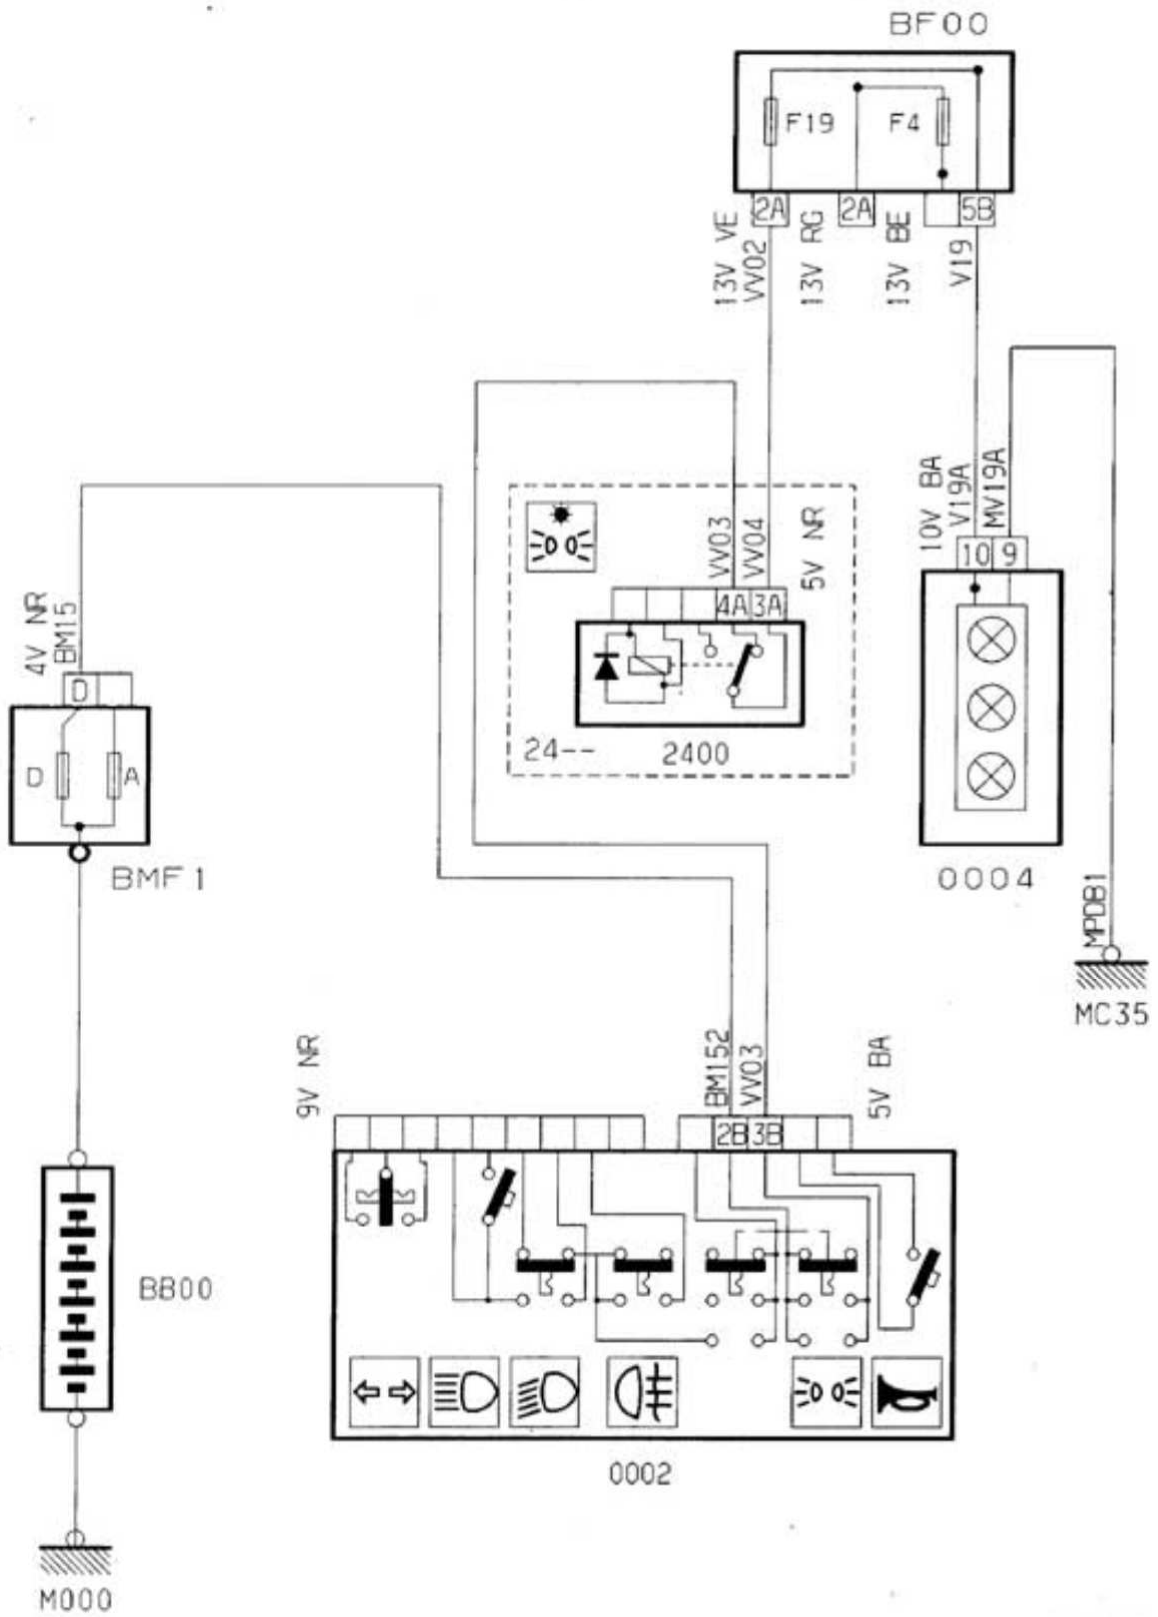 BF00
F19
F4
2A
2A
5B
13V VE
VV02
13V RG
13V BE
V19
10V BA
V19A
MV19A
10
9
VV03
VV04
5V NR
4A
3A
4V NR
BM15
D
D
A
24--
2400
BMF1
0004
MPDB1
MC35
9V NR
BM152
VV03
5V BA
2B
3B
BB00
0002
M000